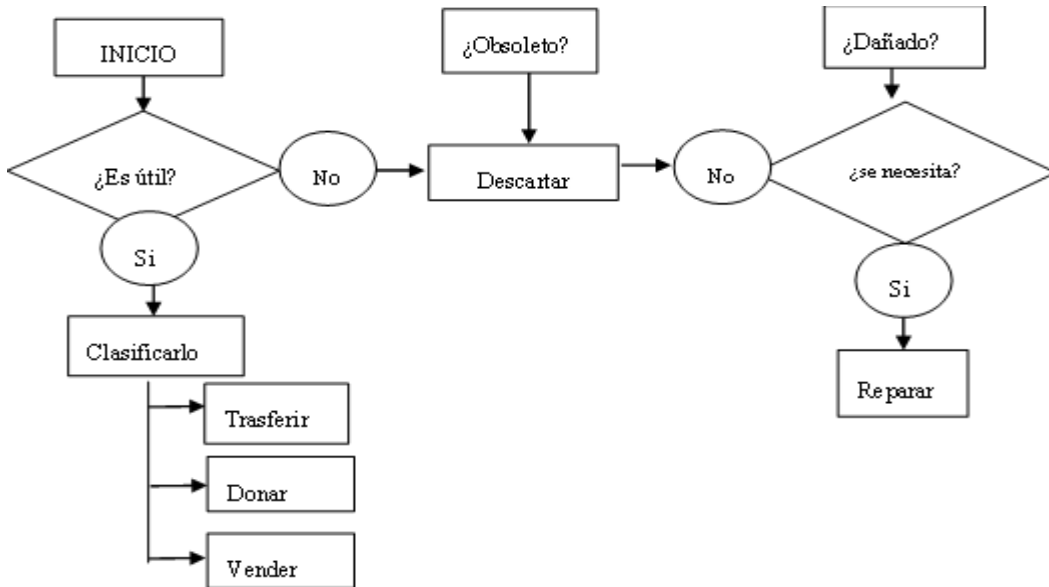 INICIO
¿Obsoleto?
¿Dañado?
¿Es útil?
No
Descartar
No
¿se necesita?
Si
Si
Clasificarlo
Reparar
Trasferir
Donar
Vender